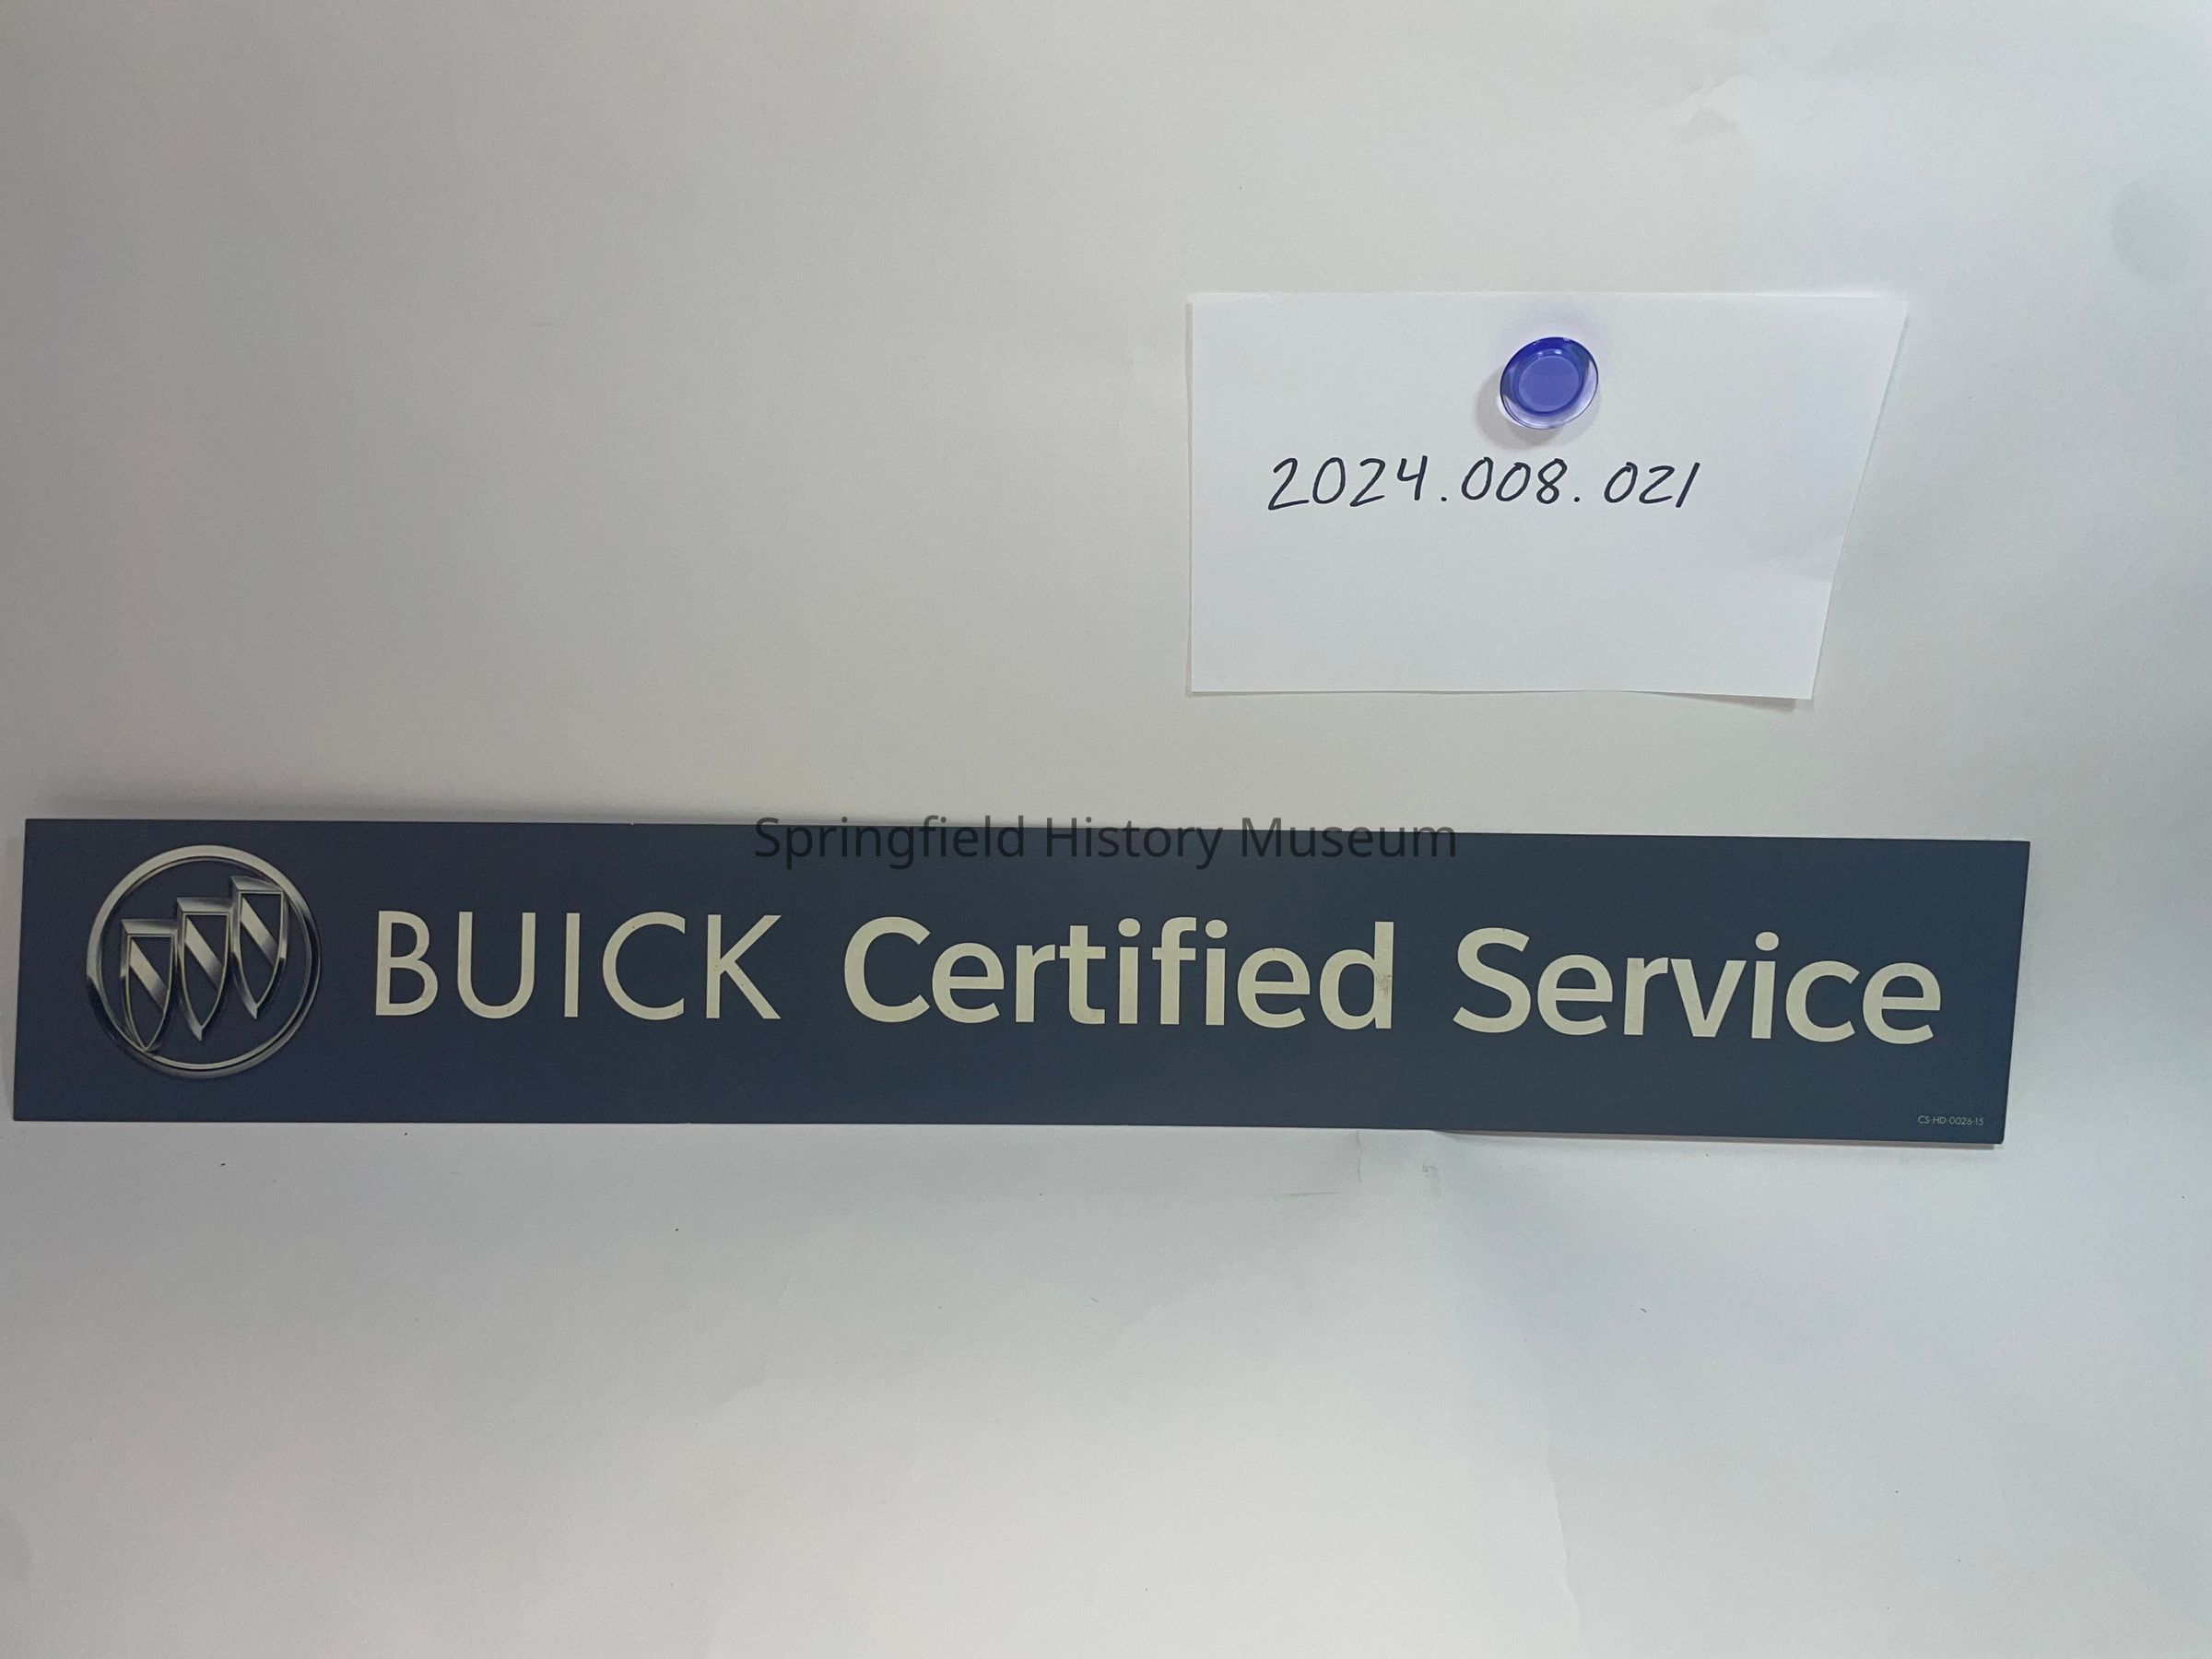 2024.008.021
Springfield History Museum
BUICK Certified Service
CS-HD-0026-15